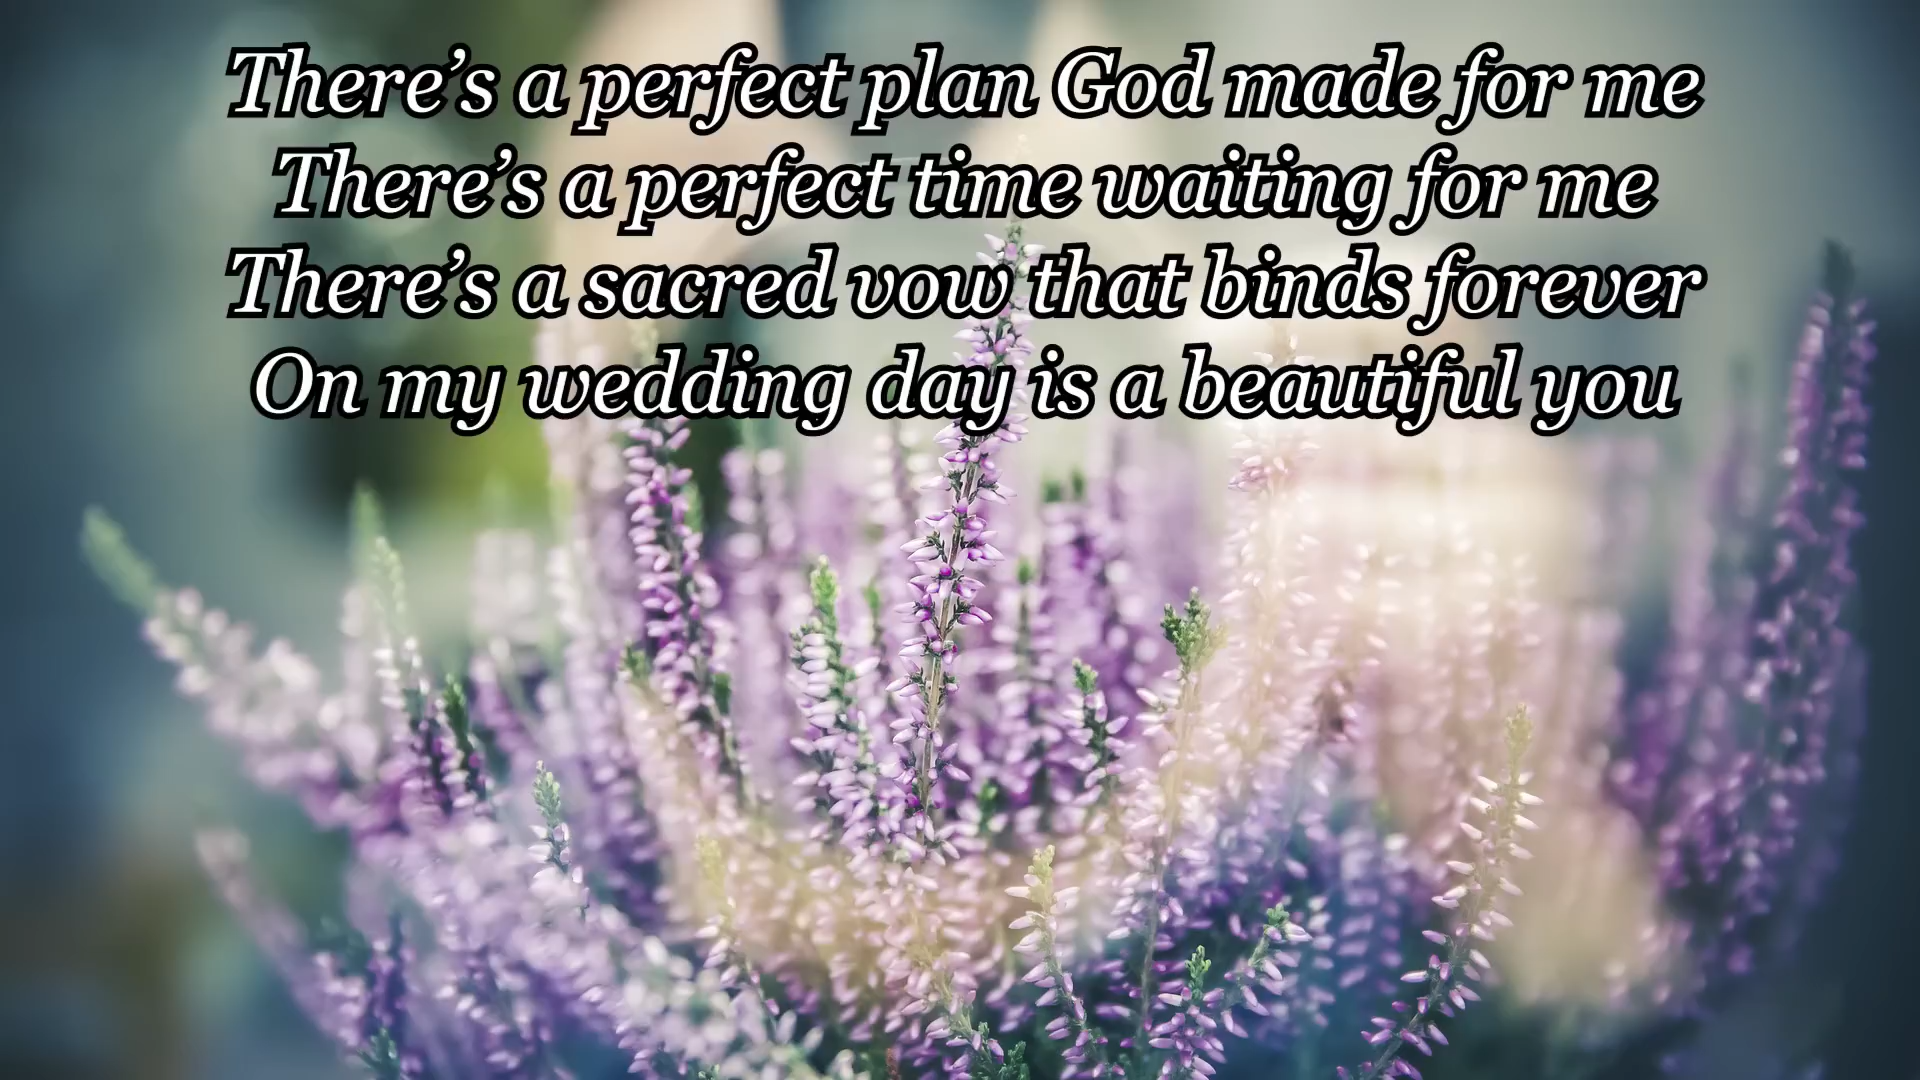 There’s a perfect plan God made for me
There’s a perfect time waiting for me
There’s a sacred vow that binds forever
On my wedding day is a beautiful you